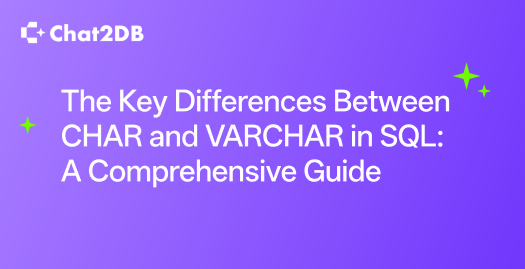 Chat2DB
The Key Differences Between
CHAR and VARCHAR in SQL:
A Comprehensive Guide